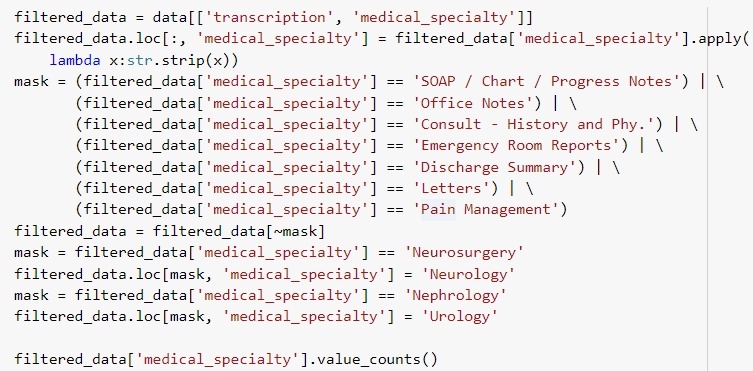 filtered_data = data[['transcription', 'medical_specialty']]
filtered_data.loc[:, 'medical_specialty'] = filtered_data['medical_specialty'].apply(
    lambda x:str.strip(x))
mask = (filtered_data['medical_specialty'] == 'SOAP / Chart / Progress Notes') | \
       (filtered_data['medical_specialty'] == 'Office Notes') | \
       (filtered_data['medical_specialty'] == 'Consult - History and Phy.') | \
       (filtered_data['medical_specialty'] == 'Emergency Room Reports') | \
       (filtered_data['medical_specialty'] == 'Discharge Summary') | \
       (filtered_data['medical_specialty'] == 'Letters') | \
       (filtered_data['medical_specialty'] == 'Pain Management')
filtered_data = filtered_data[~mask]
mask = filtered_data['medical_specialty'] == 'Neurosurgery'
filtered_data.loc[mask, 'medical_specialty'] = 'Neurology'
mask = filtered_data['medical_specialty'] == 'Nephrology'
filtered_data.loc[mask, 'medical_specialty'] = 'Urology'
filtered_data['medical_specialty'].value_counts()